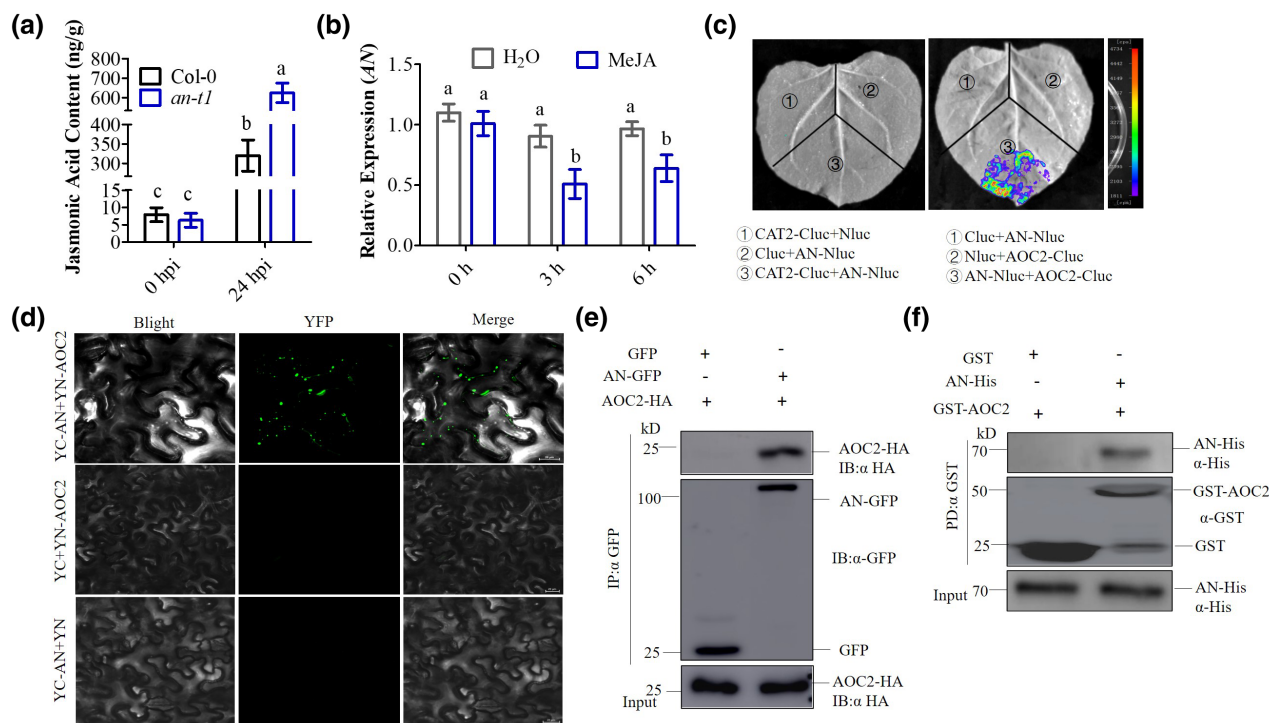 (a)
Jasmonic Acid Content (ng/g)
800
700
600
500
350
300
15
10
5
0
Col-0
an-t1
c
c
b
a
0 hpi
24 hpi
(b)
Relative Expression (AN)
1.5
1.0
0.5
0.0
H2O
MeJA
a
a
a
b
a
b
0 h
3 h
6 h
(c)
①
②
③
①
②
③
① CAT2-Cluc+Nluc
② Cluc+AN-Nluc
③ CAT2-Cluc+AN-Nluc
① Cluc+AN-Nluc
② Nluc+AOC2-Cluc
③ AN-Nluc+AOC2-Cluc
(d)
Blight
YFP
Merge
YC-AN+YN-AOC2
YC+YN-AOC2
YC-AN+YN
(e)
GFP + -
AN-GFP - +
AOC2-HA + +
kD
25
AOC2-HA
IB:α HA
IP:α GFP
100
AN-GFP
IB:α-GFP
25
GFP
Input
25
AOC2-HA
IB:α HA
(f)
GST + -
AN-His - +
GST-AOC2 + +
kD
70
AN-His
α-His
PD:α GST
50
GST-AOC2
α-GST
25
GST
Input 70
AN-His
α-His